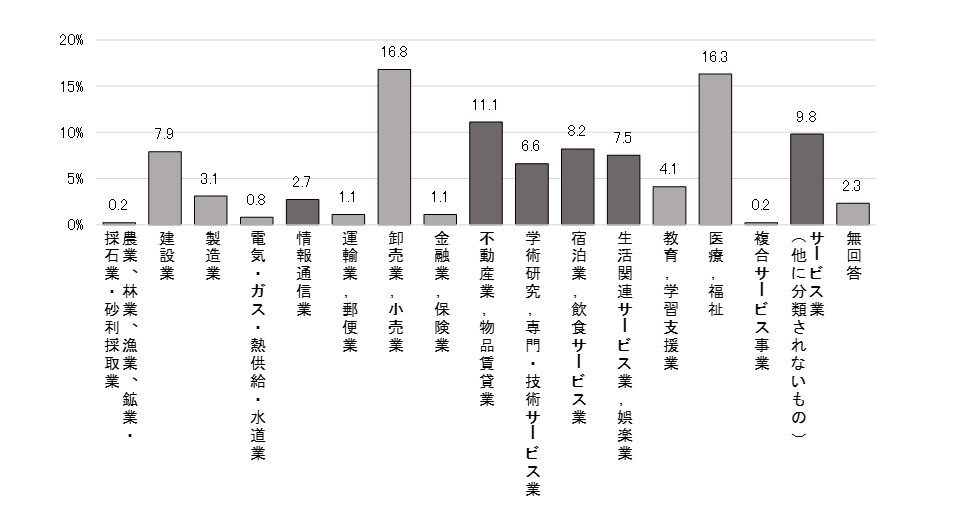 20%
15%
10%
5%
0%
0.2
7.9
3.1
0.8
2.7
1.1
16.8
1.1
11.1
6.6
8.2
7.5
4.1
16.3
0.2
9.8
2.3
農業、林業、漁業、鉱業・
採石業・砂利採取業
建設業
製造業
電気・ガス・熱供給・水道業
情報通信業
運輸業,郵便業
卸売業,小売業
金融業,保険業
不動産業,物品賃貸業
学術研究,専門・技術サービス業
宿泊業,飲食サービス業
生活関連サービス業,娯楽業
教育,学習支援業
医療,福祉
複合サービス事業
サービス業
(他に分類されないもの)
無回答